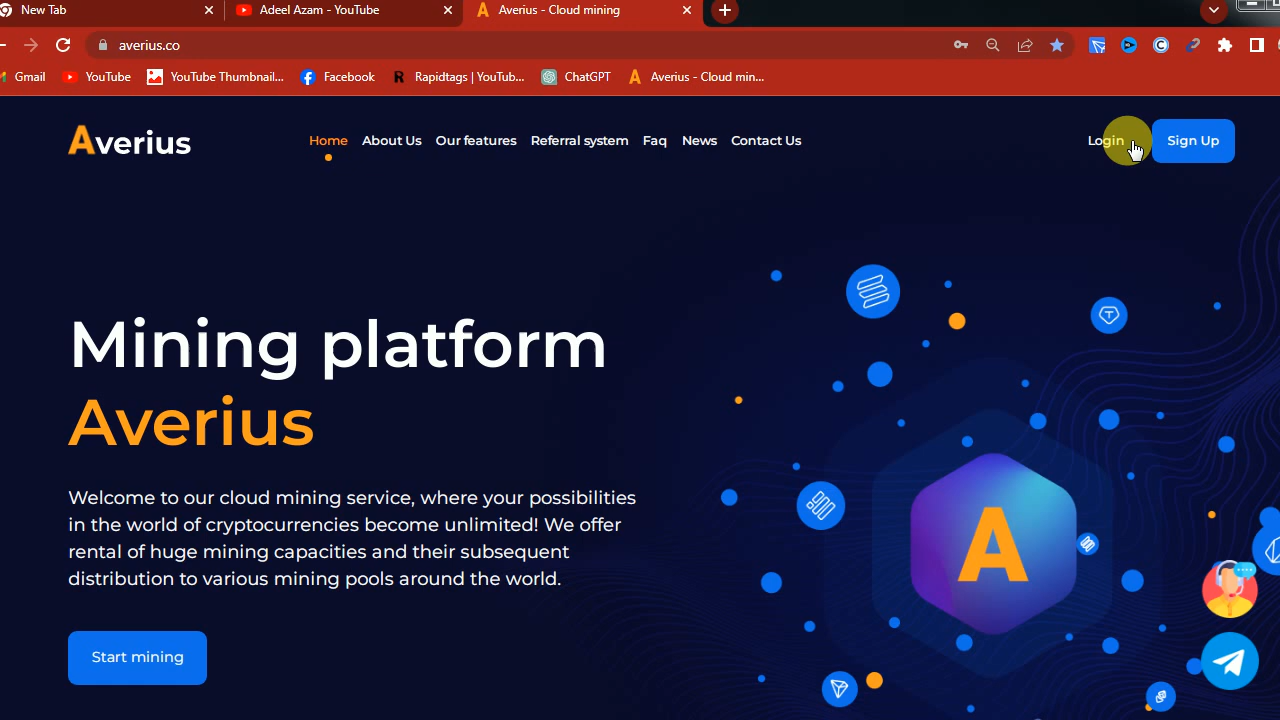 New Tab
Adeel Azam - YouTube
Averius - Cloud mining
averius.co
Gmail
YouTube
YouTube Thumbnail...
Facebook
Rapidtags | YouTub...
ChatGPT
Averius - Cloud min...
Averius
Home
About Us
Our features
Referral system
Faq
News
Contact Us
Login
Sign Up
Mining platform
Averius
Welcome to our cloud mining service, where your possibilities
in the world of cryptocurrencies become unlimited! We offer
rental of huge mining capacities and their subsequent
distribution to various mining pools around the world.
A
Start mining